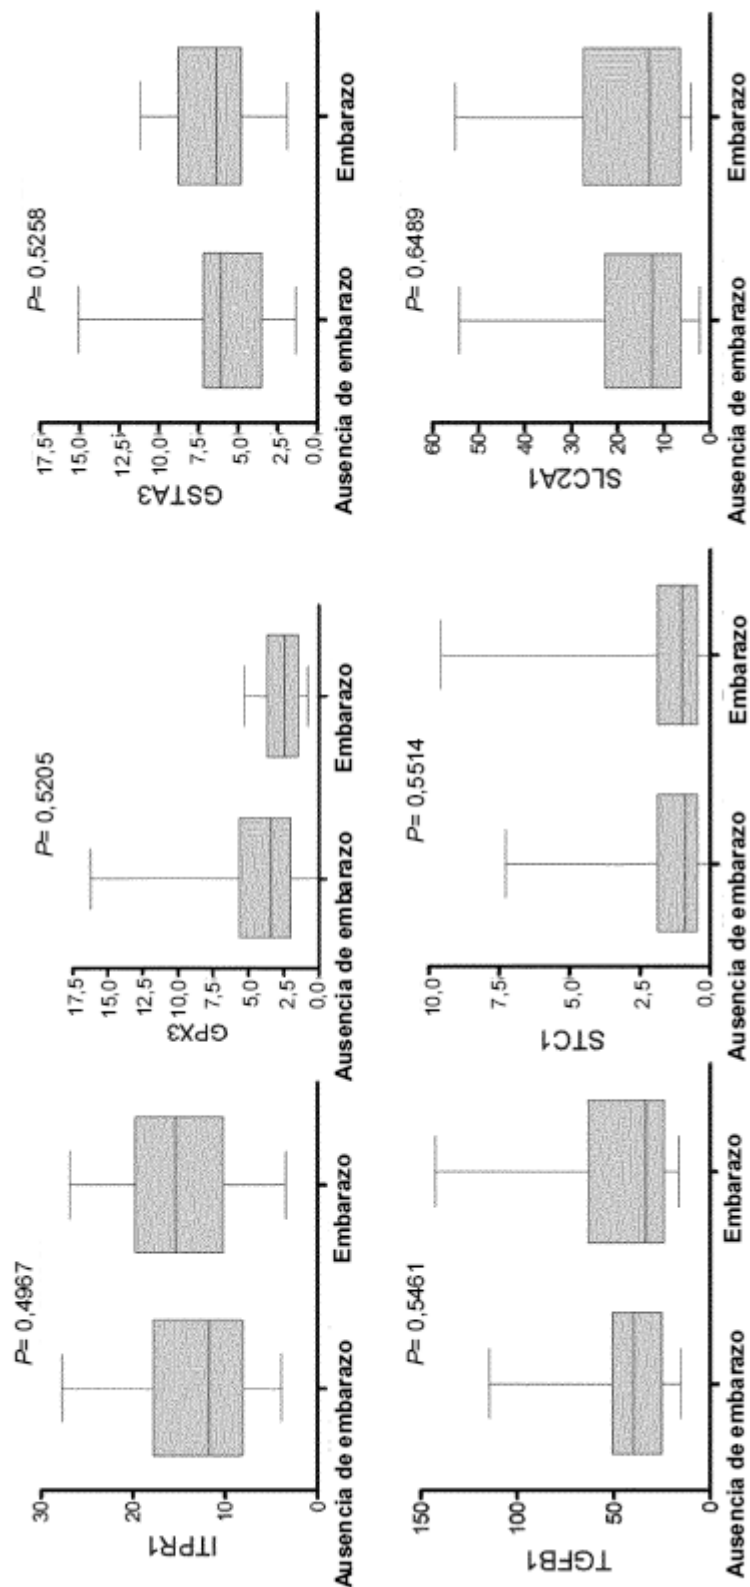 P= 0,4967
ITPR1
30
20
10
0
Ausencia de embarazo
Embarazo
P= 0,5205
GPX3
17,5
15,0
12,5
10,0
7,5
5,0
2,5
0,0
Ausencia de embarazo
Embarazo
P= 0,5258
GSTA3
17,5
15,0
12,5
10,0
7,5
5,0
2,5
0,0
Ausencia de embarazo
Embarazo
P= 0,5461
TGFB1
150
100
50
0
Ausencia de embarazo
Embarazo
P= 0,5514
STC1
10,0
7,5
5,0
2,5
0,0
Ausencia de embarazo
Embarazo
P= 0,6489
SLC2A1
60
50
40
30
20
10
0
Ausencia de embarazo
Embarazo